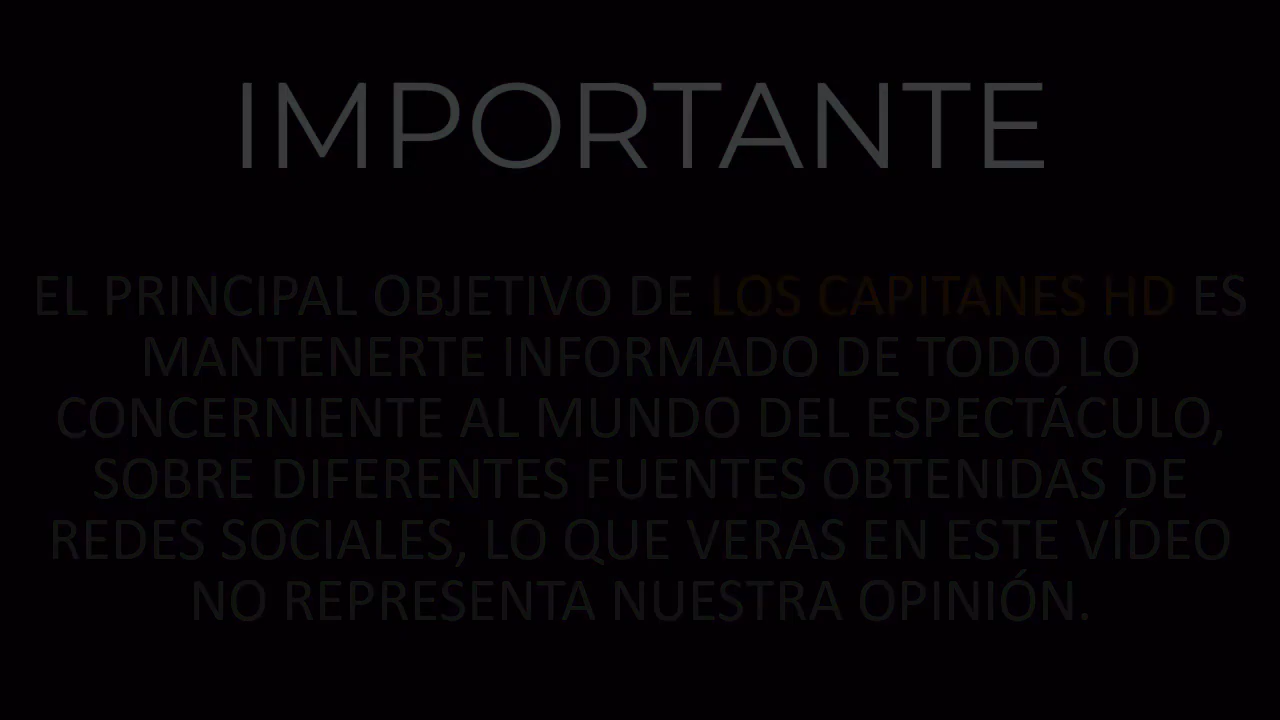 IMPORTANTE
EL PRINCIPAL OBJETIVO DE LOS CAPITANES HD ES
MANTENERTE INFORMADO DE TODO LO
CONCERNIENTE AL MUNDO DEL ESPECTÁCULO,
SOBRE DIFERENTES FUENTES OBTENIDAS DE
REDES SOCIALES, LO QUE VERAS EN ESTE VÍDEO
NO REPRESENTA NUESTRA OPINIÓN.